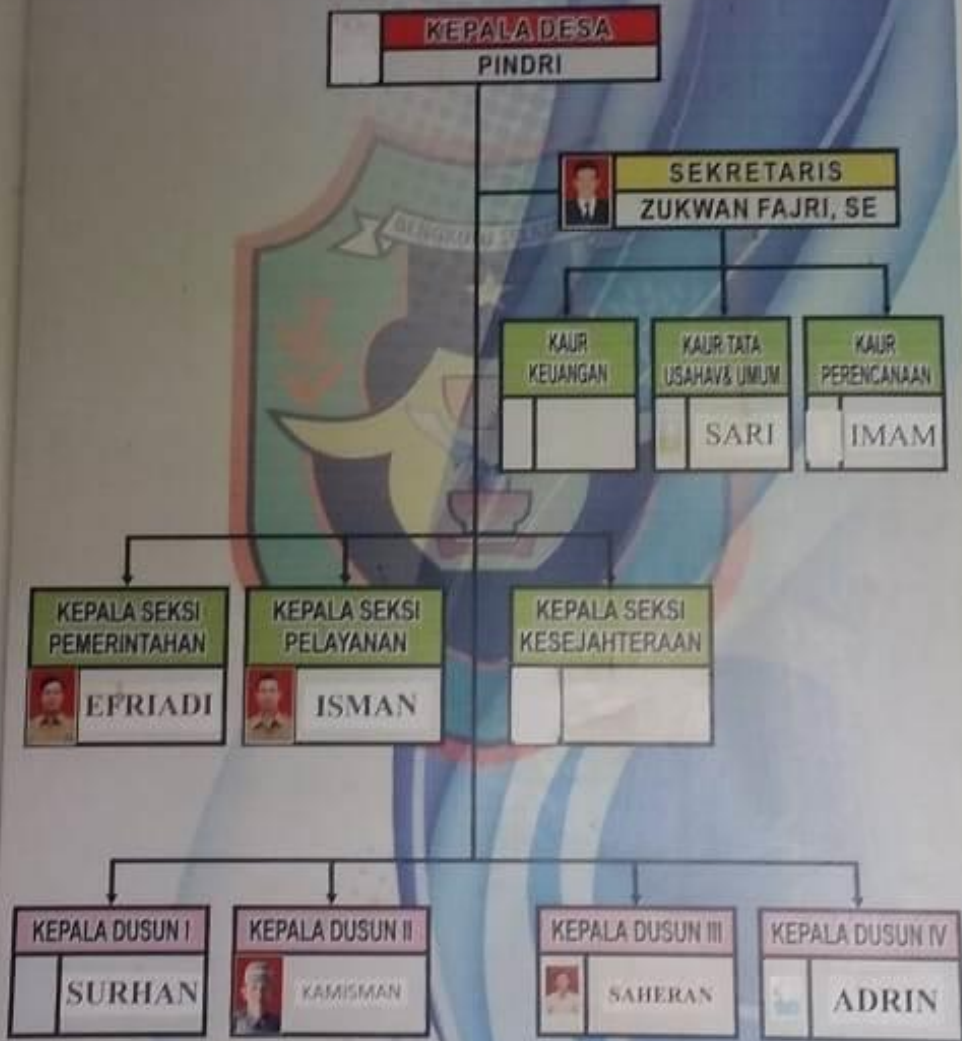 KEPALA DESA
PINDRI
SEKRETARIS
ZUKWAN FAJRI, SE
BENGKULU
KAUR
KEUANGAN
KAUR TATA
USAHAV& UMUM
SARI
KAUR
PERENCANAAN
IMAM
KEPALA SEKSI
PEMERINTAHAN
EFRIADI
KEPALA SEKSI
PELAYANAN
ISMAN
KEPALA SEKSI
KESEJAHTERAAN
KEPALA DUSUN I
SURHAN
KEPALA DUSUN II
KAMISMAN
KEPALA DUSUN III
SAHERAN
KEPALA DUSUN IV
ADRIN